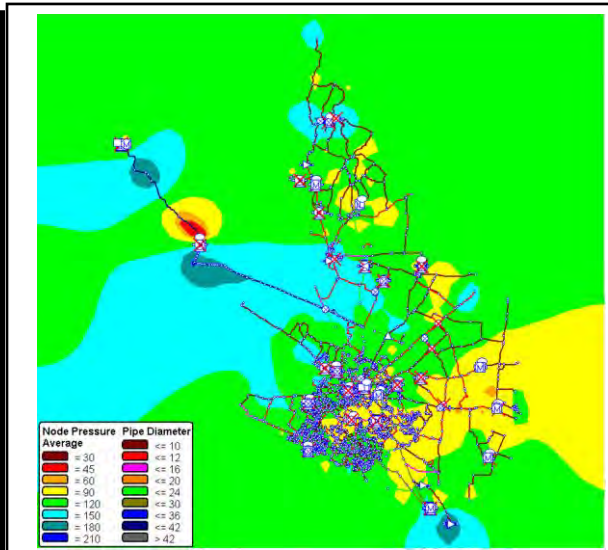 Node Pressure Pipe Diameter
Average
= 30 <= 10
= 45 <= 12
= 60 <= 16
= 90 <= 20
= 120 <= 24
= 150 <= 30
= 180 <= 36
= 210 <= 42
> 42